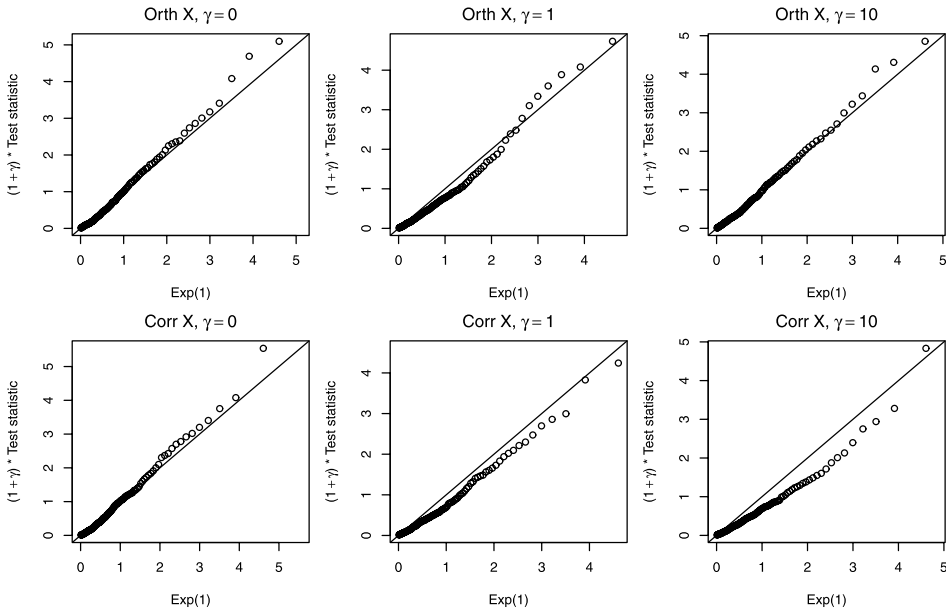 Orth X, γ = 0
(1 + γ) * Test statistic
0 1 2 3 4 5
0 1 2 3 4 5
Exp(1)
Orth X, γ = 1
(1 + γ) * Test statistic
0 1 2 3 4
0 1 2 3 4
Exp(1)
Orth X, γ = 10
(1 + γ) * Test statistic
0 1 2 3 4 5
0 1 2 3 4 5
Exp(1)
Corr X, γ = 0
(1 + γ) * Test statistic
0 1 2 3 4 5
0 1 2 3 4 5
Exp(1)
Corr X, γ = 1
(1 + γ) * Test statistic
0 1 2 3 4
0 1 2 3 4
Exp(1)
Corr X, γ = 10
(1 + γ) * Test statistic
0 1 2 3 4 5
0 1 2 3 4 5
Exp(1)